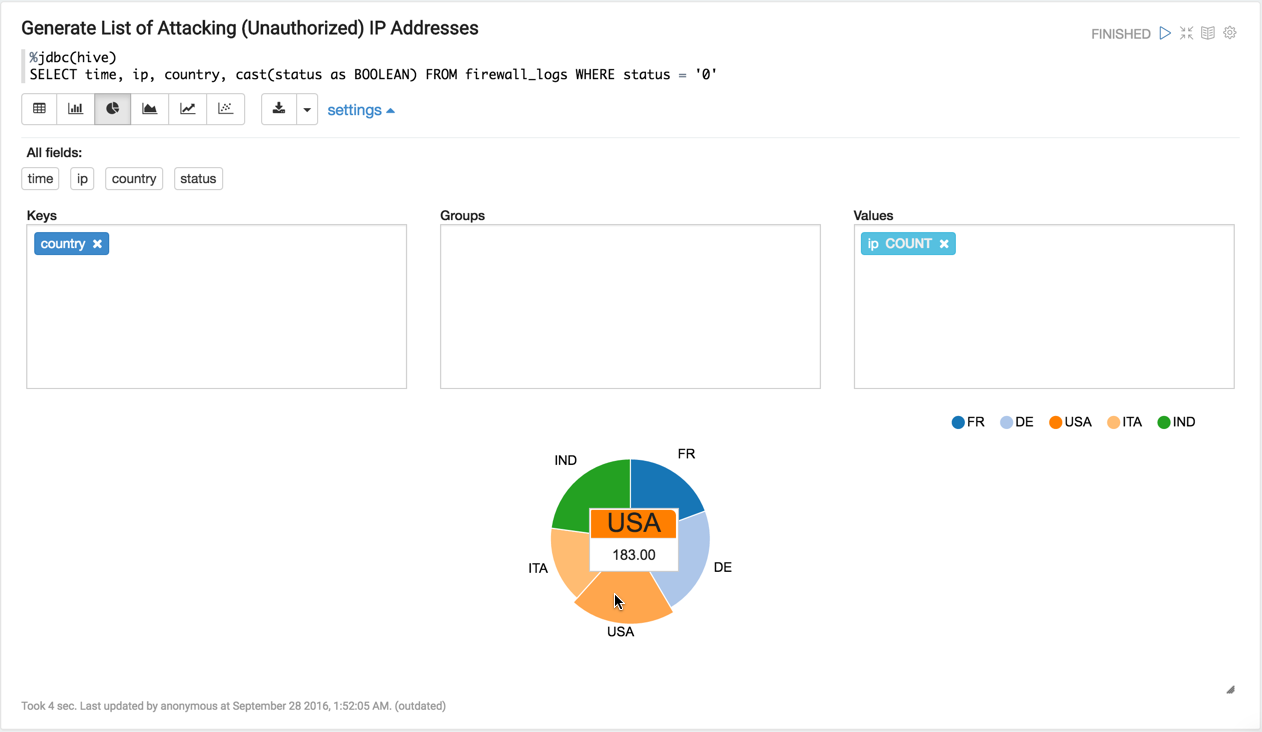 Generate List of Attacking (Unauthorized) IP Addresses
FINISHED
%jdbc(hive)
SELECT time, ip, country, cast(status as BOOLEAN) FROM firewall_logs WHERE status = '0'
settings
All fields:
time ip country status
Keys Groups Values
country ip COUNT
FR DE USA ITA IND
IND FR
USA
183.00
ITA DE
USA
Took 4 sec. Last updated by anonymous at September 28 2016, 1:52:05 AM. (outdated)